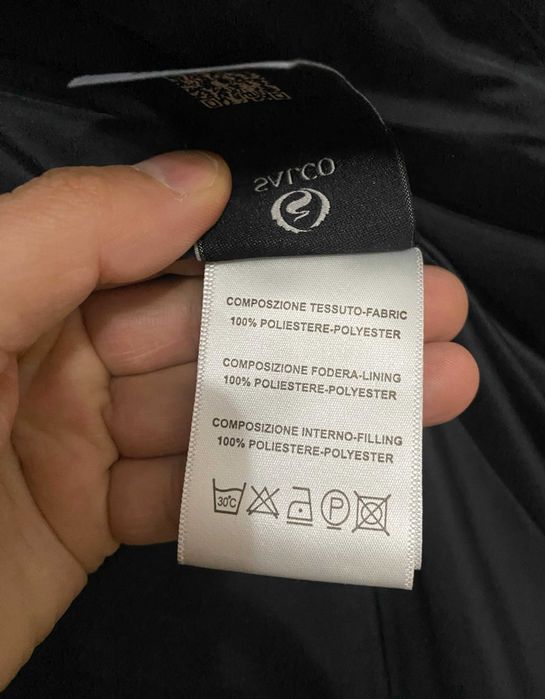 SALCO
COMPOSZIONE TESSUTO-FABRIC
100% POLIESTERE-POLYESTER
COMPOSIZIONE FODERA-LINING
100% POLIESTERE-POLYESTER
COMPOSIZIONE INTERNO-FILLING
100% POLIESTERE-POLYESTER
30°C P